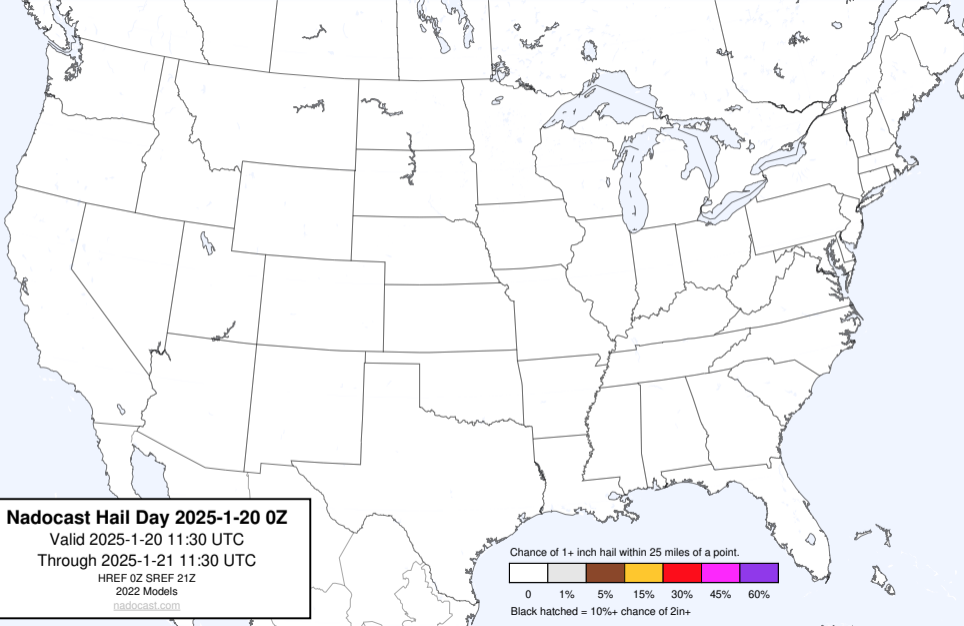 Nadocast Hail Day 2025-1-20 0Z
Valid 2025-1-20 11:30 UTC
Through 2025-1-21 11:30 UTC
HREF 0Z SREF 21Z
2022 Models
nadocast.com
Chance of 1+ inch hail within 25 miles of a point.
0 1% 5% 15% 30% 45% 60%
Black hatched = 10%+ chance of 2in+